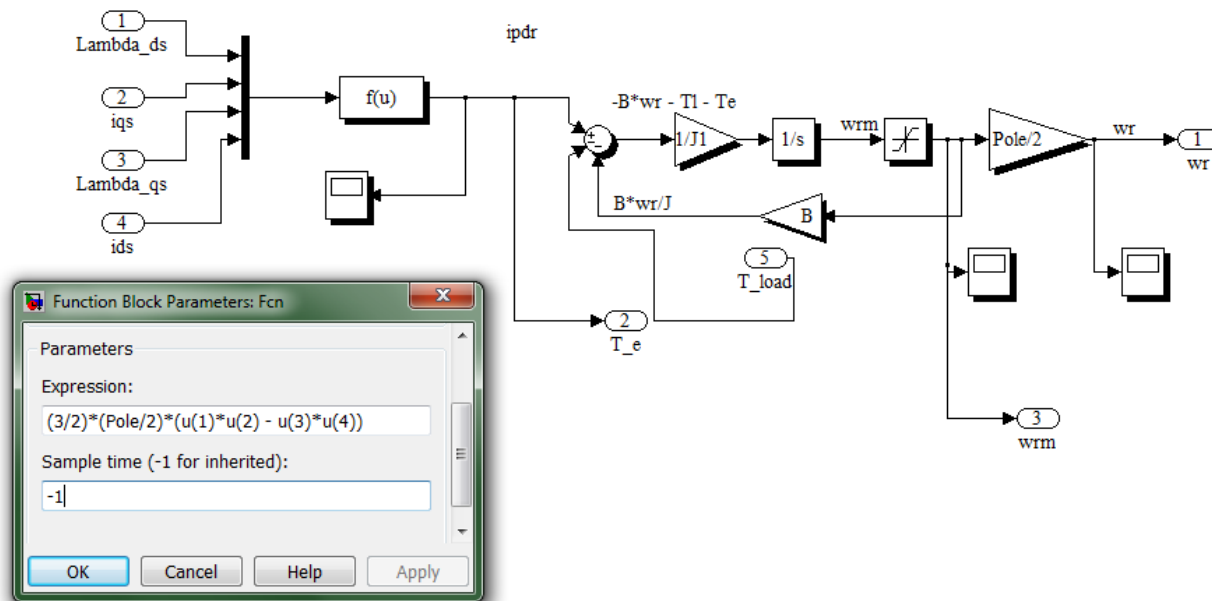 1
Lambda_ds
2
iqs
3
Lambda_qs
4
ids
f(u)
ipdr
+
-
-
-B*wr - Tl - Te
1/J1
1/s
wrm
Pole/2
wr
1
wr
B*wr/J
B
5
T_load
2
T_e
3
wrm
Function Block Parameters: Fcn
Parameters
Expression:
(3/2)*(Pole/2)*(u(1)*u(2) - u(3)*u(4))
Sample time (-1 for inherited):
-1
OK
Cancel
Help
Apply